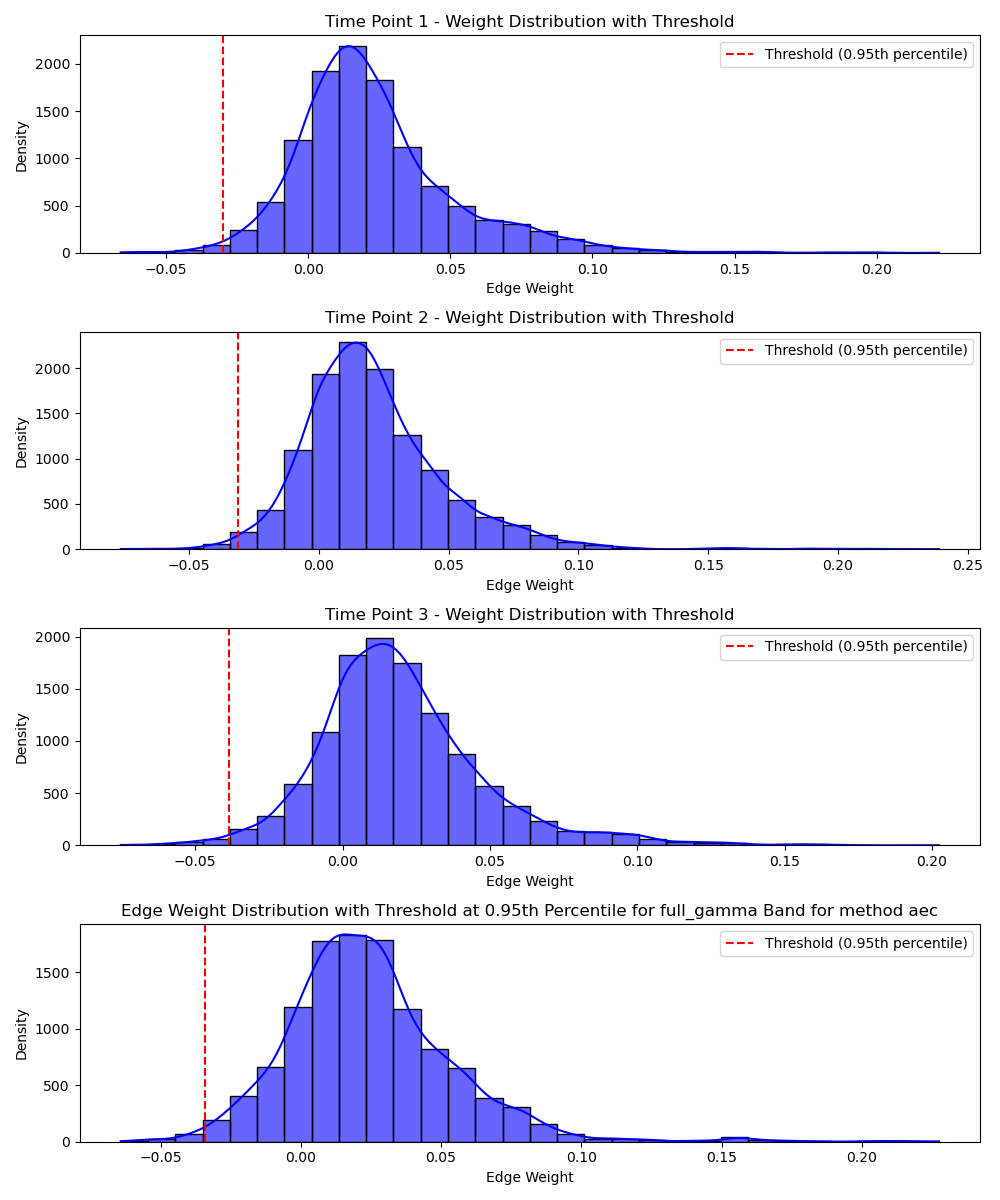 Time Point 1 - Weight Distribution with Threshold
Threshold (0.95th percentile)
Density
2000
1500
1000
500
0
−0.05 0.00 0.05 0.10 0.15 0.20
Edge Weight
Time Point 2 - Weight Distribution with Threshold
Threshold (0.95th percentile)
Density
2000
1500
1000
500
0
−0.05 0.00 0.05 0.10 0.15 0.20 0.25
Edge Weight
Time Point 3 - Weight Distribution with Threshold
Threshold (0.95th percentile)
Density
2000
1500
1000
500
0
−0.05 0.00 0.05 0.10 0.15 0.20
Edge Weight
Edge Weight Distribution with Threshold at 0.95th Percentile for full_gamma Band for method aec
Threshold (0.95th percentile)
Density
1500
1000
500
0
−0.05 0.00 0.05 0.10 0.15 0.20
Edge Weight